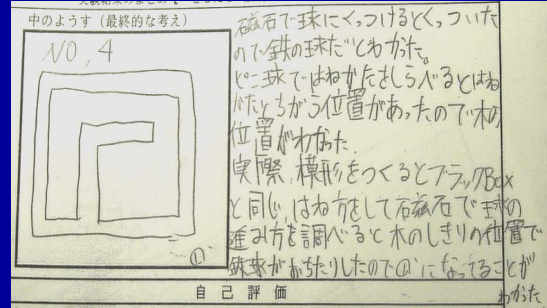 中のようす（最終的な考え）
NO,4
①
磁石で球にくっつけるとくっついた
ので鉄の球だとわかった。
ピン球ではねかたをしらべるとはね
かたとちがう位置があったので木の
位置がわかった.
実際,模形をつくるとブラックBox
と同じ,はね方をして磁石で球の
進み方を調べると木のしきりの位置で
鉄球がおちたりしたので①になってることが
わかった
自己評価